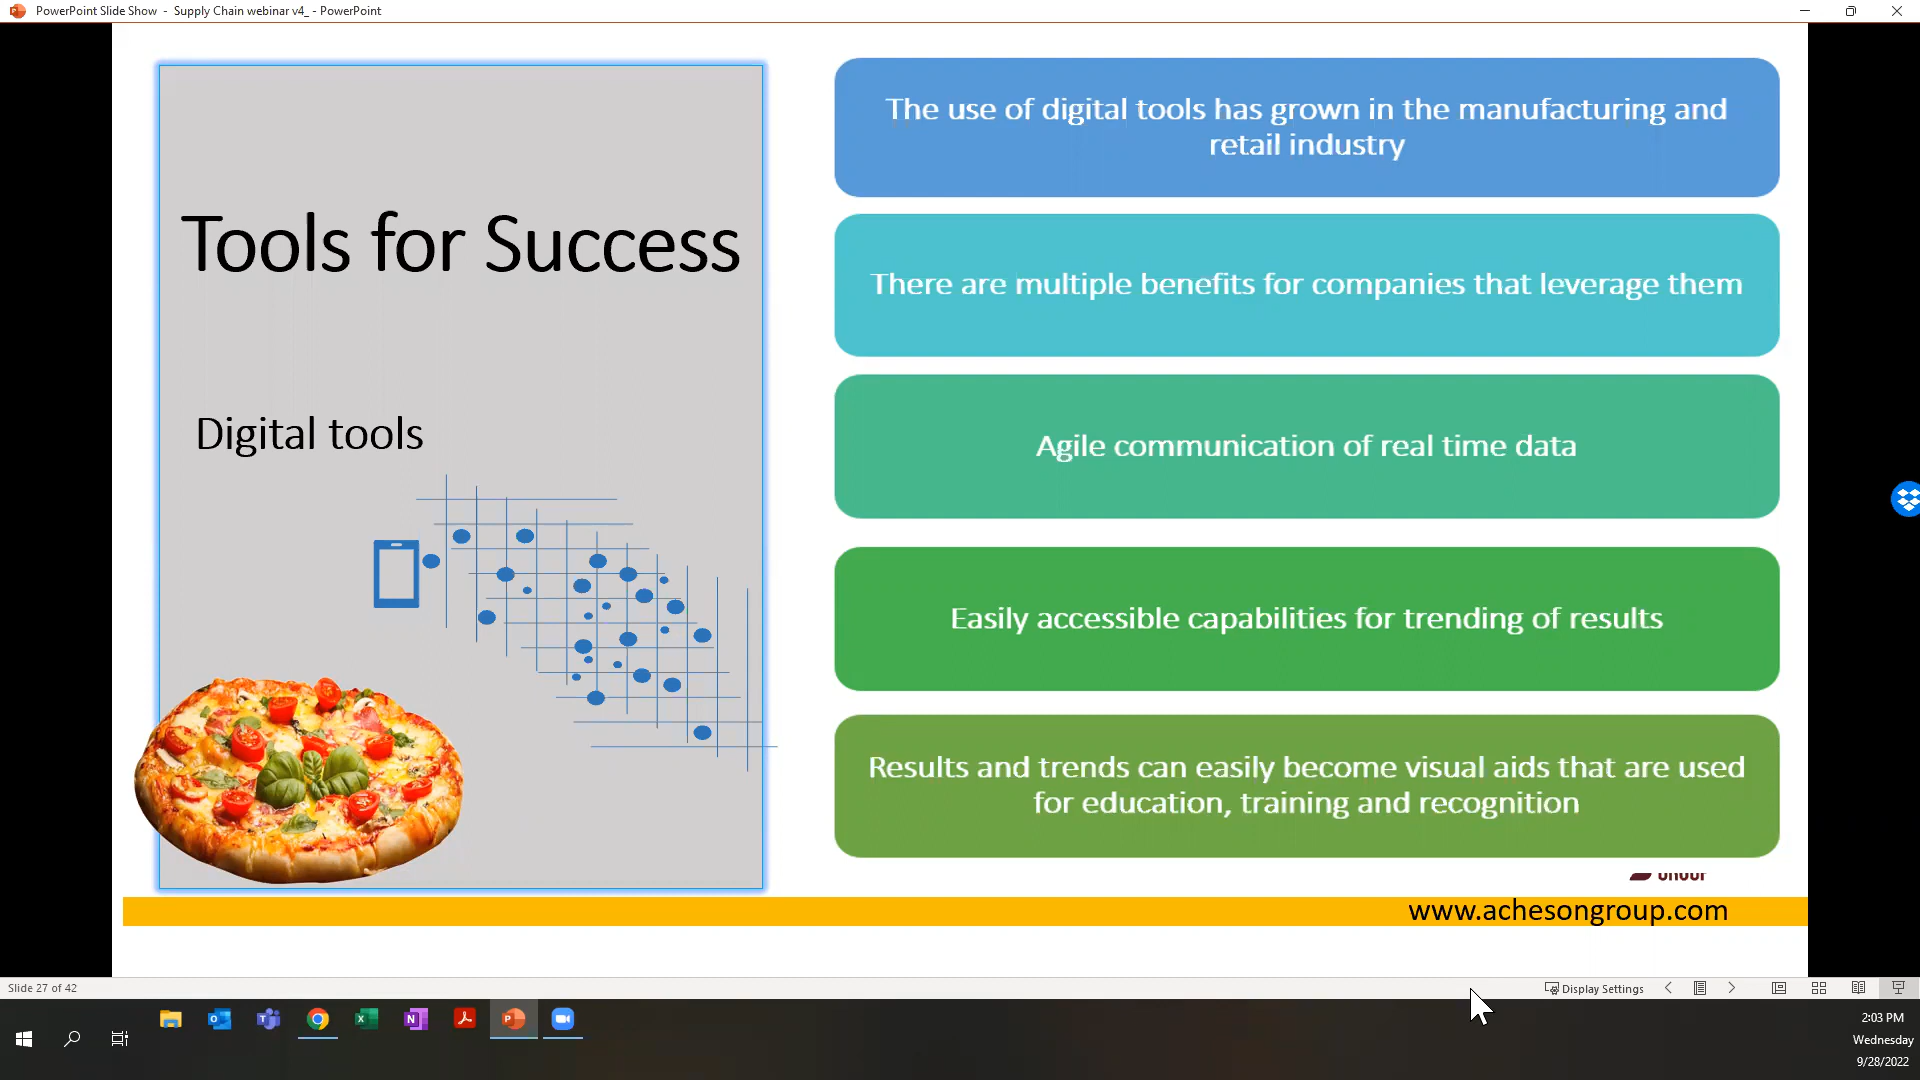 PowerPoint Slide Show - Supply Chain webinar v4_ - PowerPoint
Tools for Success
Digital tools
The use of digital tools has grown in the manufacturing and
retail industry
There are multiple benefits for companies that leverage them
Agile communication of real time data
Easily accessible capabilities for trending of results
Results and trends can easily become visual aids that are used
for education, training and recognition
www.achesongroup.com
Slide 27 of 42
Display Settings
2:03 PM
Wednesday
9/28/2022